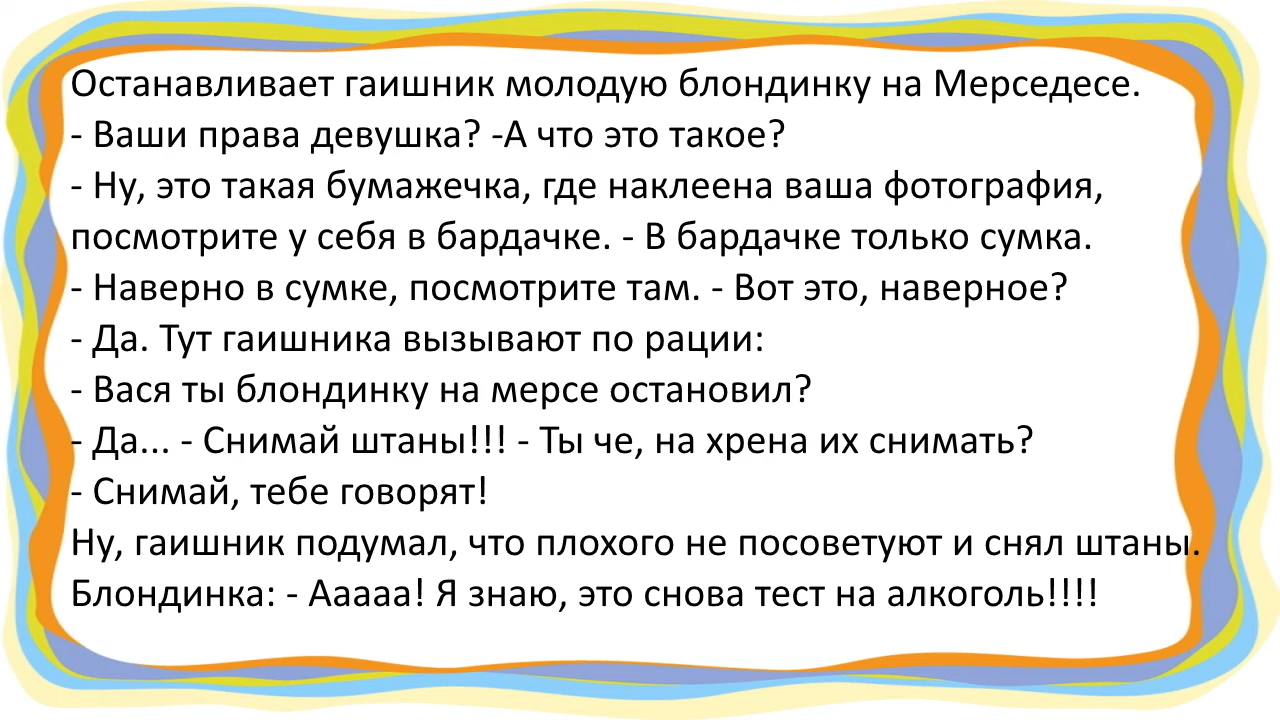 Останавливает гаишник молодую блондинку на Мерседесе.
- Ваши права девушка? -А что это такое?
- Ну, это такая бумажечка, где наклеена ваша фотография,
посмотрите у себя в бардачке. - В бардачке только сумка.
- Наверно в сумке, посмотрите там. - Вот это, наверное?
- Да. Тут гаишника вызывают по рации:
- Вася ты блондинку на мерсе остановил?
- Да... - Снимай штаны!!! - Ты че, на хрена их снимать?
- Снимай, тебе говорят!
Ну, гаишник подумал, что плохого не посоветуют и снял штаны.
Блондинка: - Ааааа! Я знаю, это снова тест на алкоголь!!!!